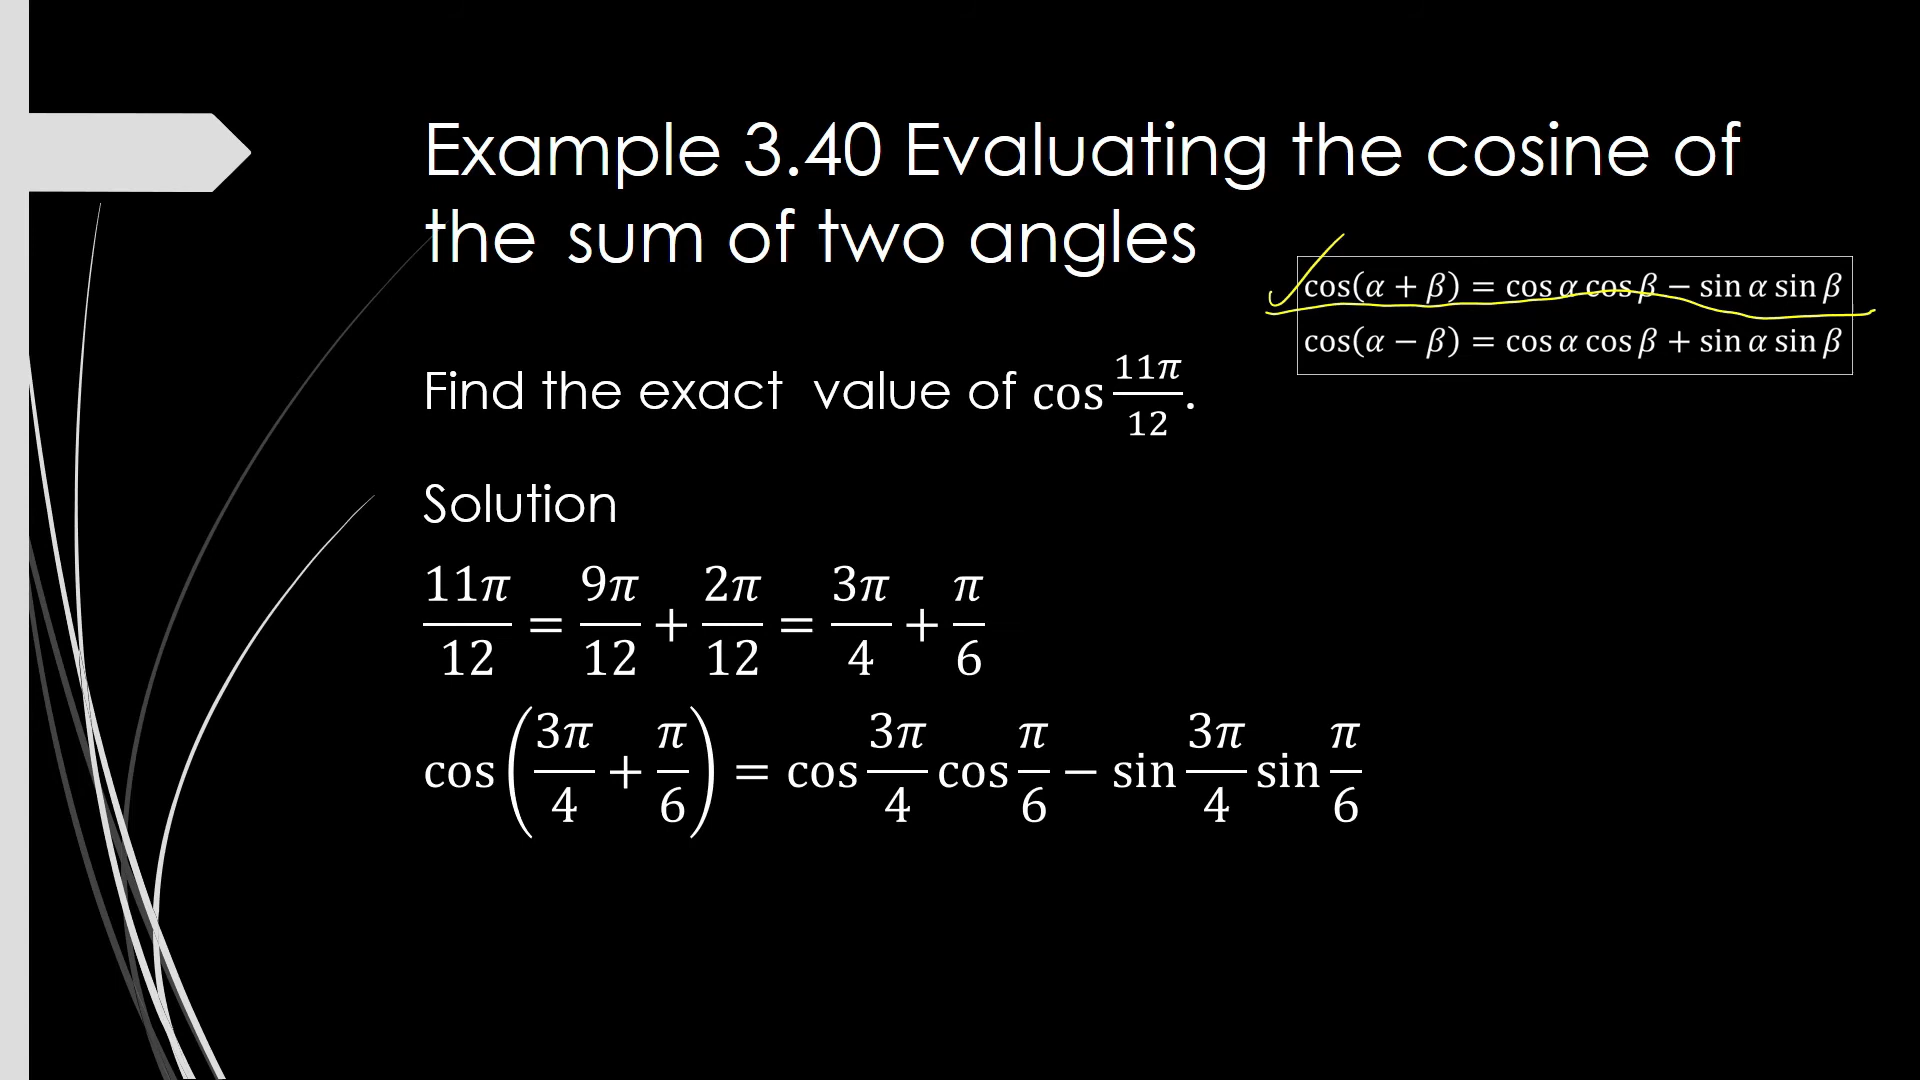 Example 3.40 Evaluating the cosine of
the sum of two angles
cos(α + β) = cos α cos β − sin α sin β
cos(α − β) = cos α cos β + sin α sin β
Find the exact value of cos 11π/12.
Solution
11π/12 = 9π/12 + 2π/12 = 3π/4 + π/6
cos(3π/4 + π/6) = cos 3π/4 cos π/6 − sin 3π/4 sin π/6